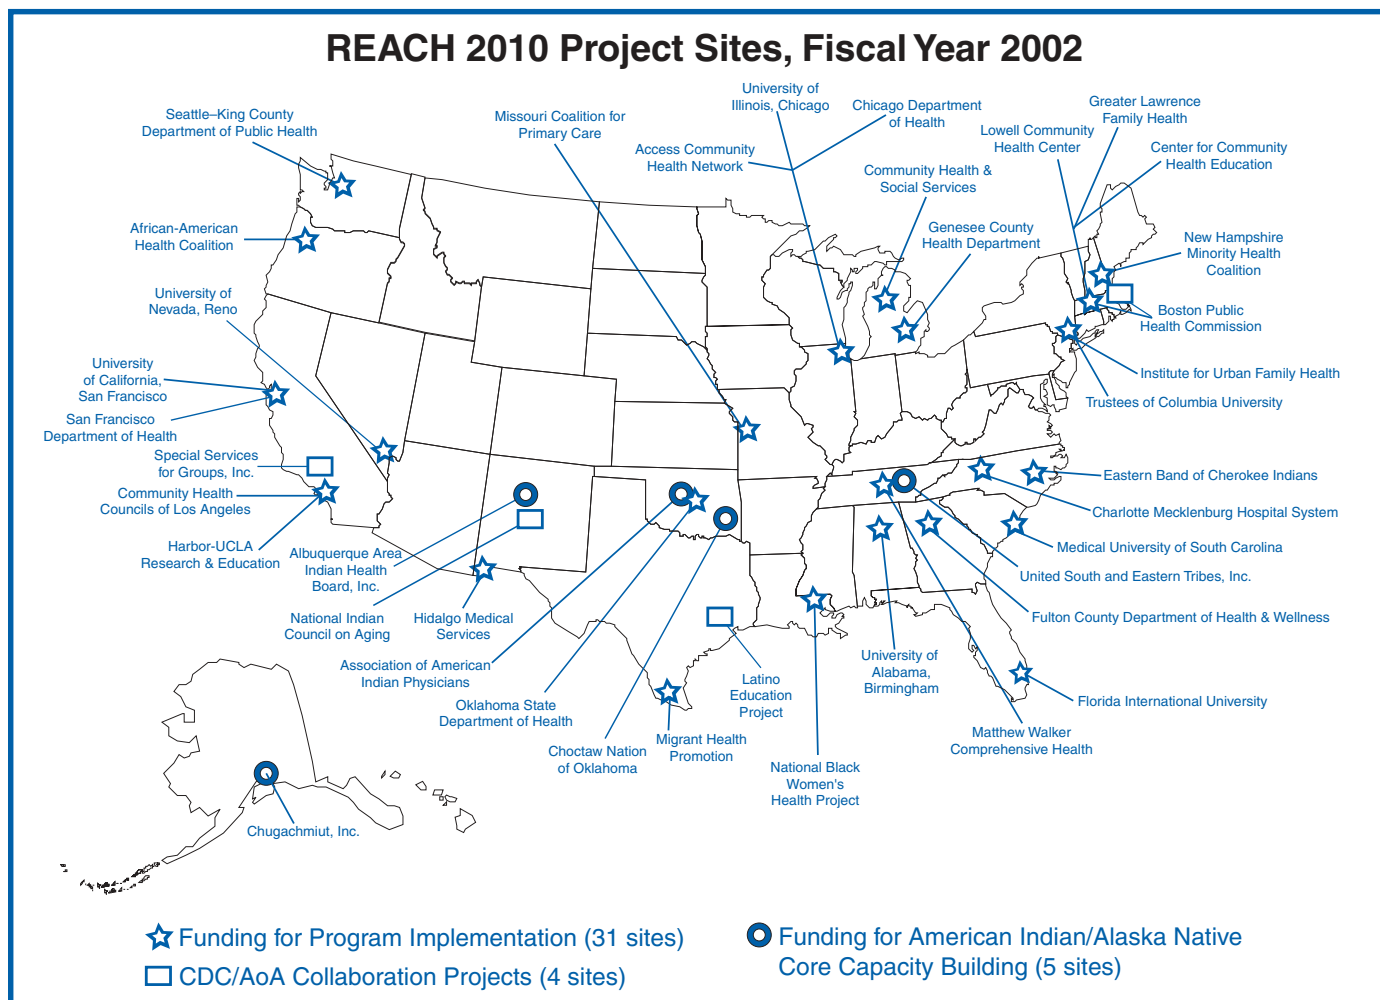 REACH 2010 Project Sites, Fiscal Year 2002
Seattle–King County
Department of Public Health
African-American
Health Coalition
University of
Nevada, Reno
University
of California,
San Francisco
San Francisco
Department of Health
Special Services
for Groups, Inc.
Community Health
Councils of Los Angeles
Harbor-UCLA
Research & Education
Albuquerque Area
Indian Health
Board, Inc.
National Indian
Council on Aging
Hidalgo Medical
Services
Association of American
Indian Physicians
Oklahoma State
Department of Health
Choctaw Nation
of Oklahoma
Migrant Health
Promotion
Latino
Education
Project
National Black
Women's
Health Project
University of
Alabama,
Birmingham
Matthew Walker
Comprehensive Health
Florida International University
Fulton County Department of Health & Wellness
United South and Eastern Tribes, Inc.
Medical University of South Carolina
Charlotte Mecklenburg Hospital System
Eastern Band of Cherokee Indians
Trustees of Columbia University
Institute for Urban Family Health
Boston Public
Health Commission
New Hampshire
Minority Health
Coalition
Center for Community
Health Education
Greater Lawrence
Family Health
Lowell Community
Health Center
Genesee County
Health Department
Community Health &
Social Services
Chicago Department
of Health
University of
Illinois, Chicago
Access Community
Health Network
Missouri Coalition for
Primary Care
Chugachmiut, Inc.
Funding for Program Implementation (31 sites)
CDC/AoA Collaboration Projects (4 sites)
Funding for American Indian/Alaska Native
Core Capacity Building (5 sites)